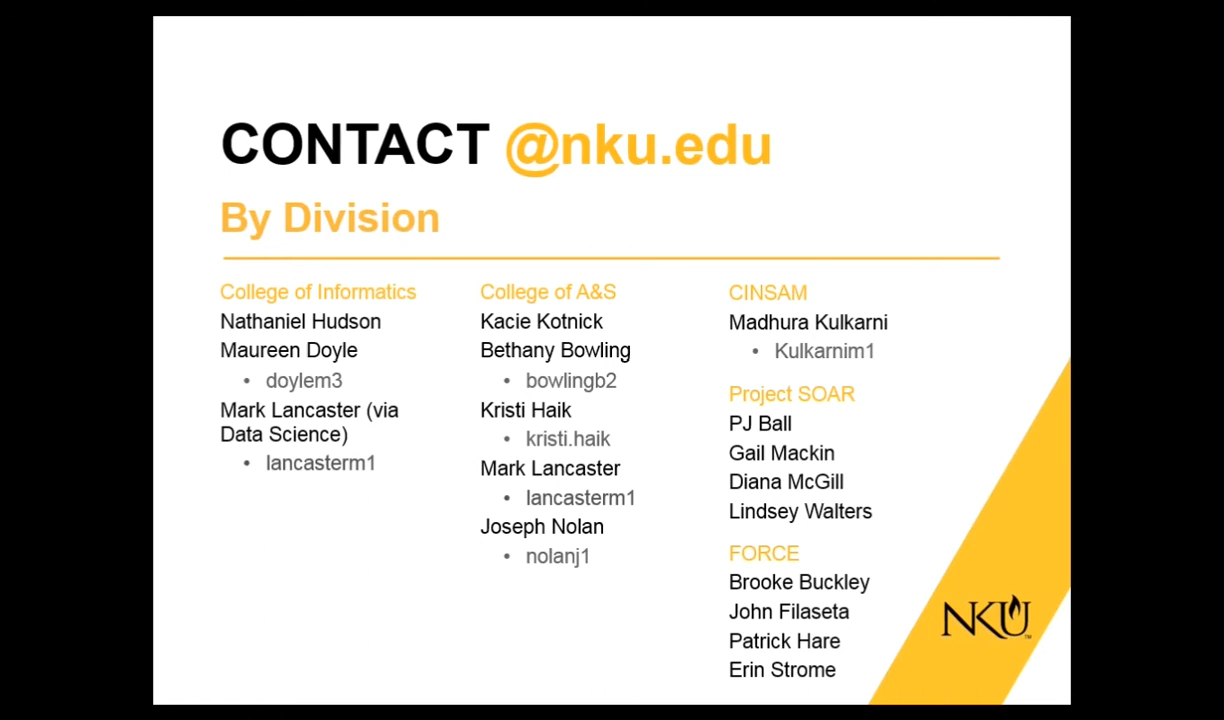 CONTACT @nku.edu
By Division
College of Informatics
Nathaniel Hudson
Maureen Doyle
• doylem3
Mark Lancaster (via
Data Science)
• lancasterm1
College of A&S
Kacie Kotnick
Bethany Bowling
• bowlingb2
Kristi Haik
• kristi.haik
Mark Lancaster
• lancasterm1
Joseph Nolan
• nolanj1
CINSAM
Madhura Kulkarni
• Kulkarnim1
Project SOAR
PJ Ball
Gail Mackin
Diana McGill
Lindsey Walters
FORCE
Brooke Buckley
John Filaseta
Patrick Hare
Erin Strome
NKU™